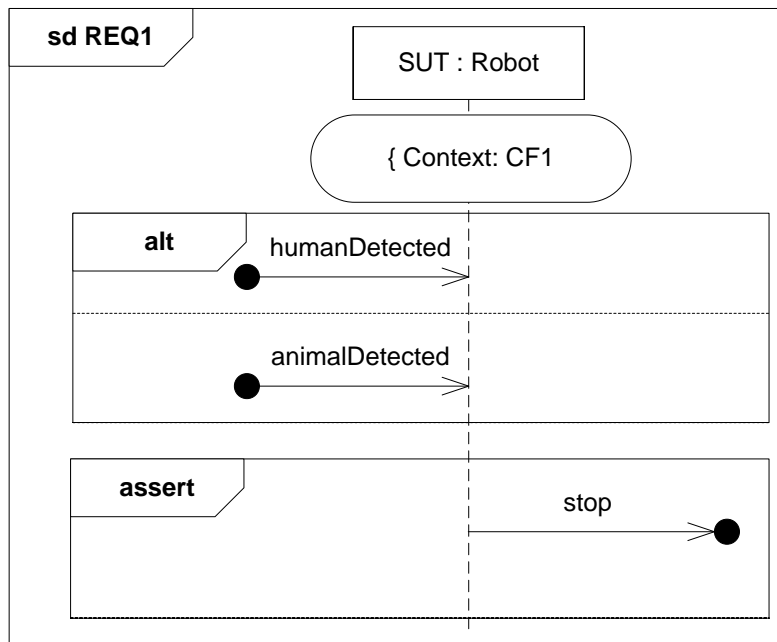 sd REQ1
SUT : Robot
{ Context: CF1
alt
humanDetected
animalDetected
assert
stop